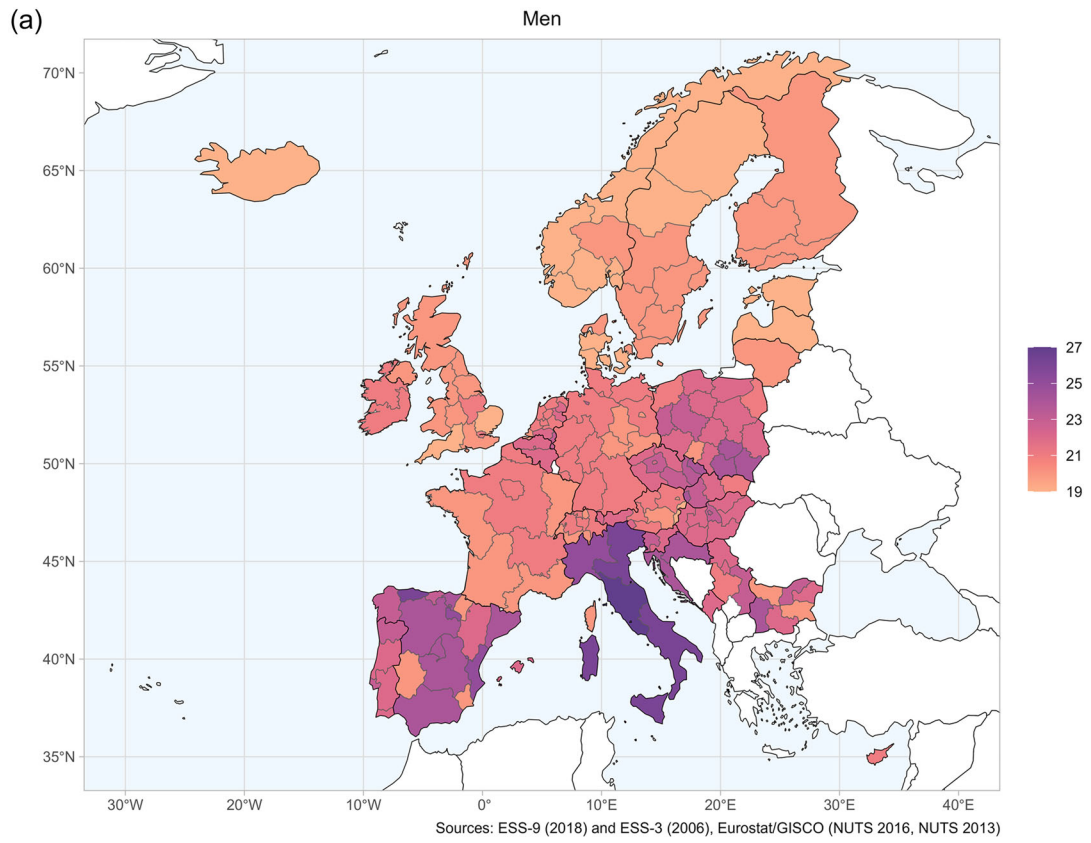 (a)
Men
70°N
65°N
60°N
55°N
50°N
45°N
40°N
35°N
27
25
23
21
19
30°W 20°W 10°W 0° 10°E 20°E 30°E 40°E
Sources: ESS-9 (2018) and ESS-3 (2006), Eurostat/GISCO (NUTS 2016, NUTS 2013)